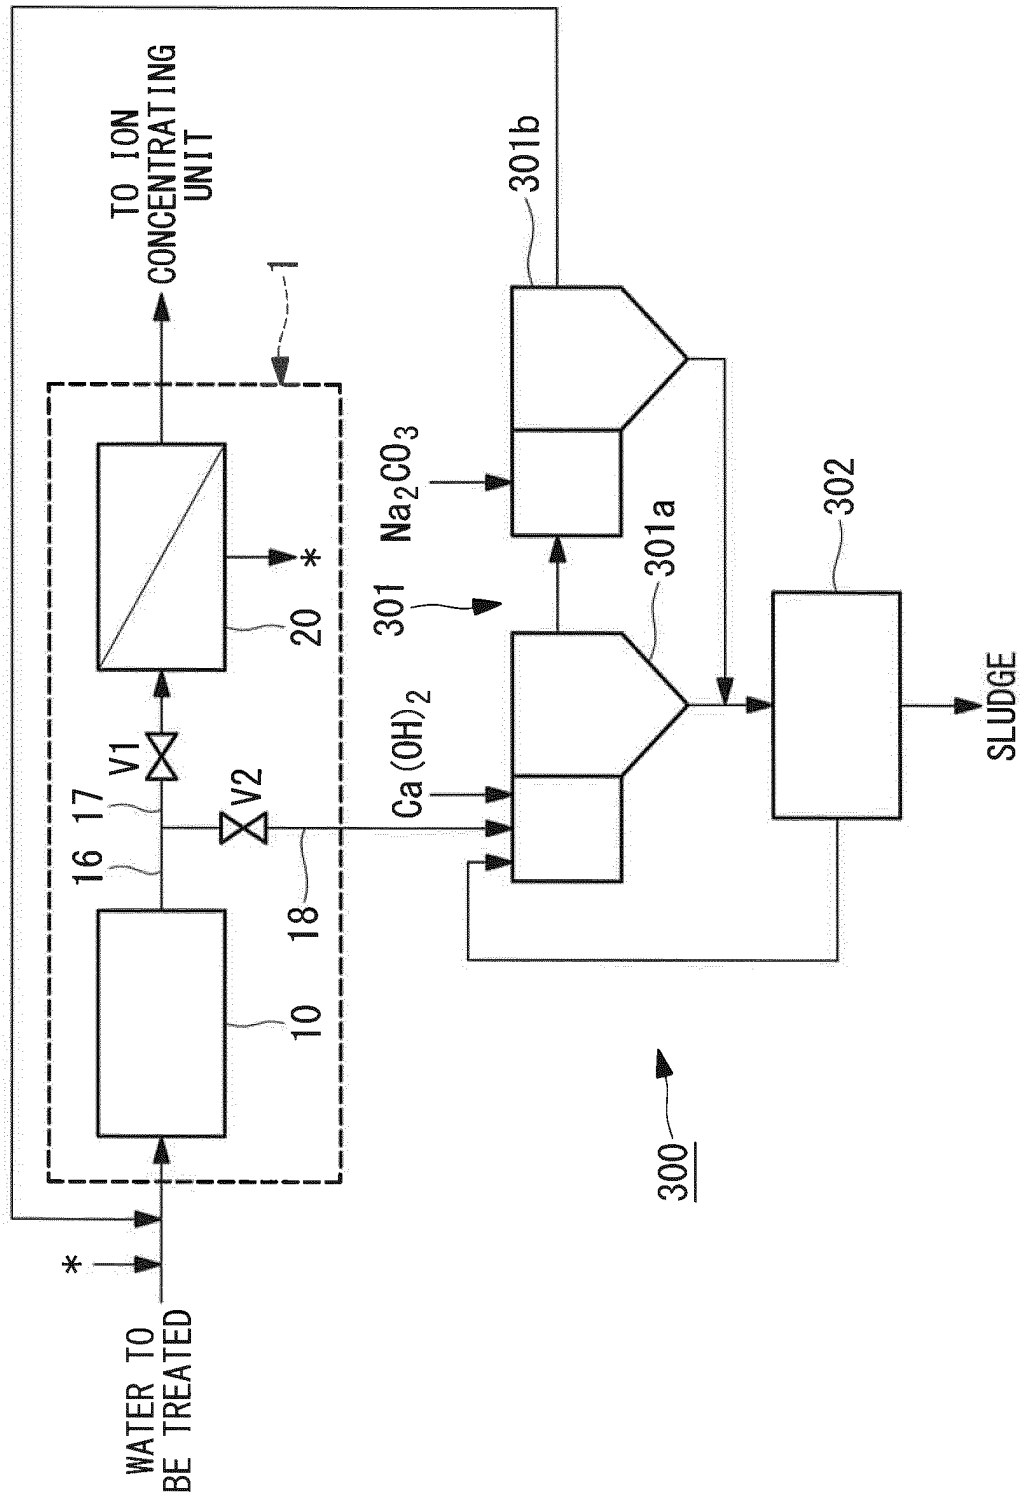 TO ION
CONCENTRATING
UNIT
1
301b
20
*
V1
17
V2
16
18
10
*
WATER TO
BE TREATED
Na2CO3
301
301a
Ca(OH)2
302
SLUDGE
300